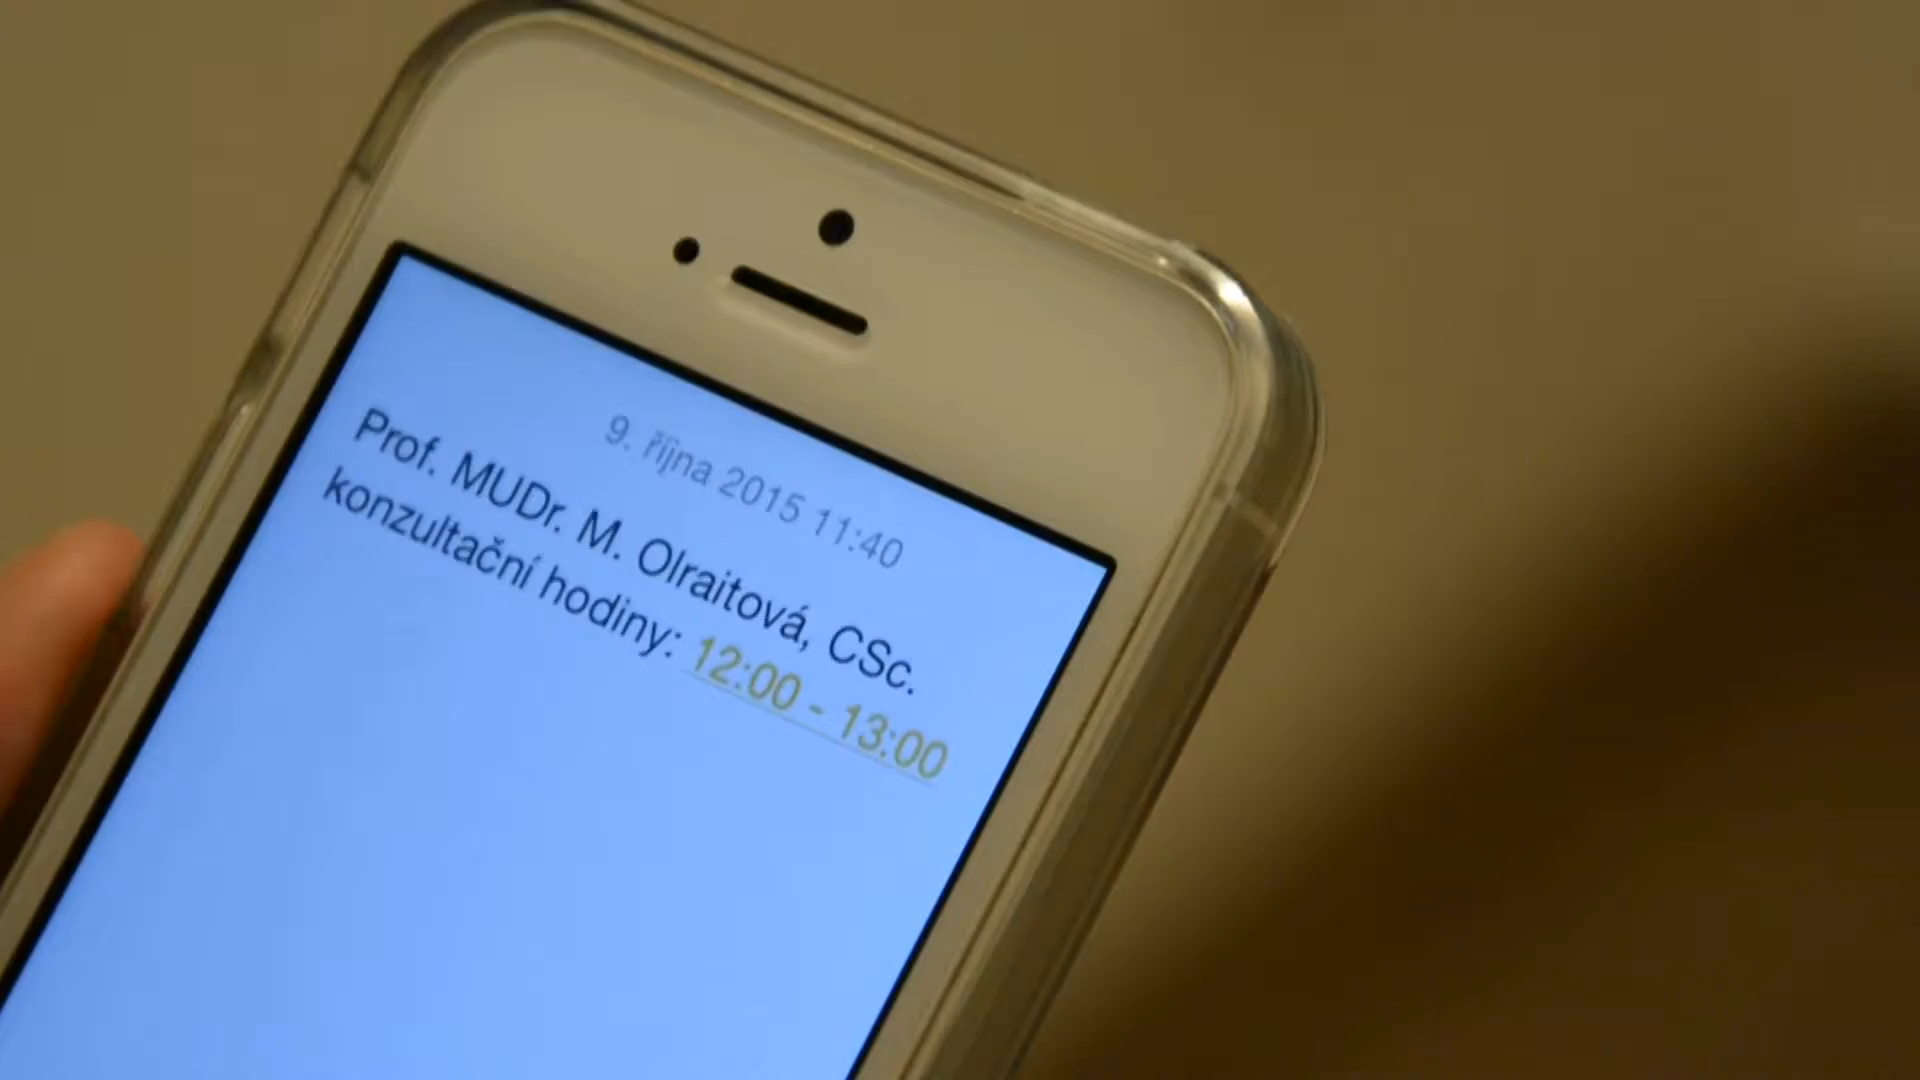 9. října 2015 11:40
Prof. MUDr. M. Olraitová, CSc.
konzultační hodiny: 12:00 - 13:00